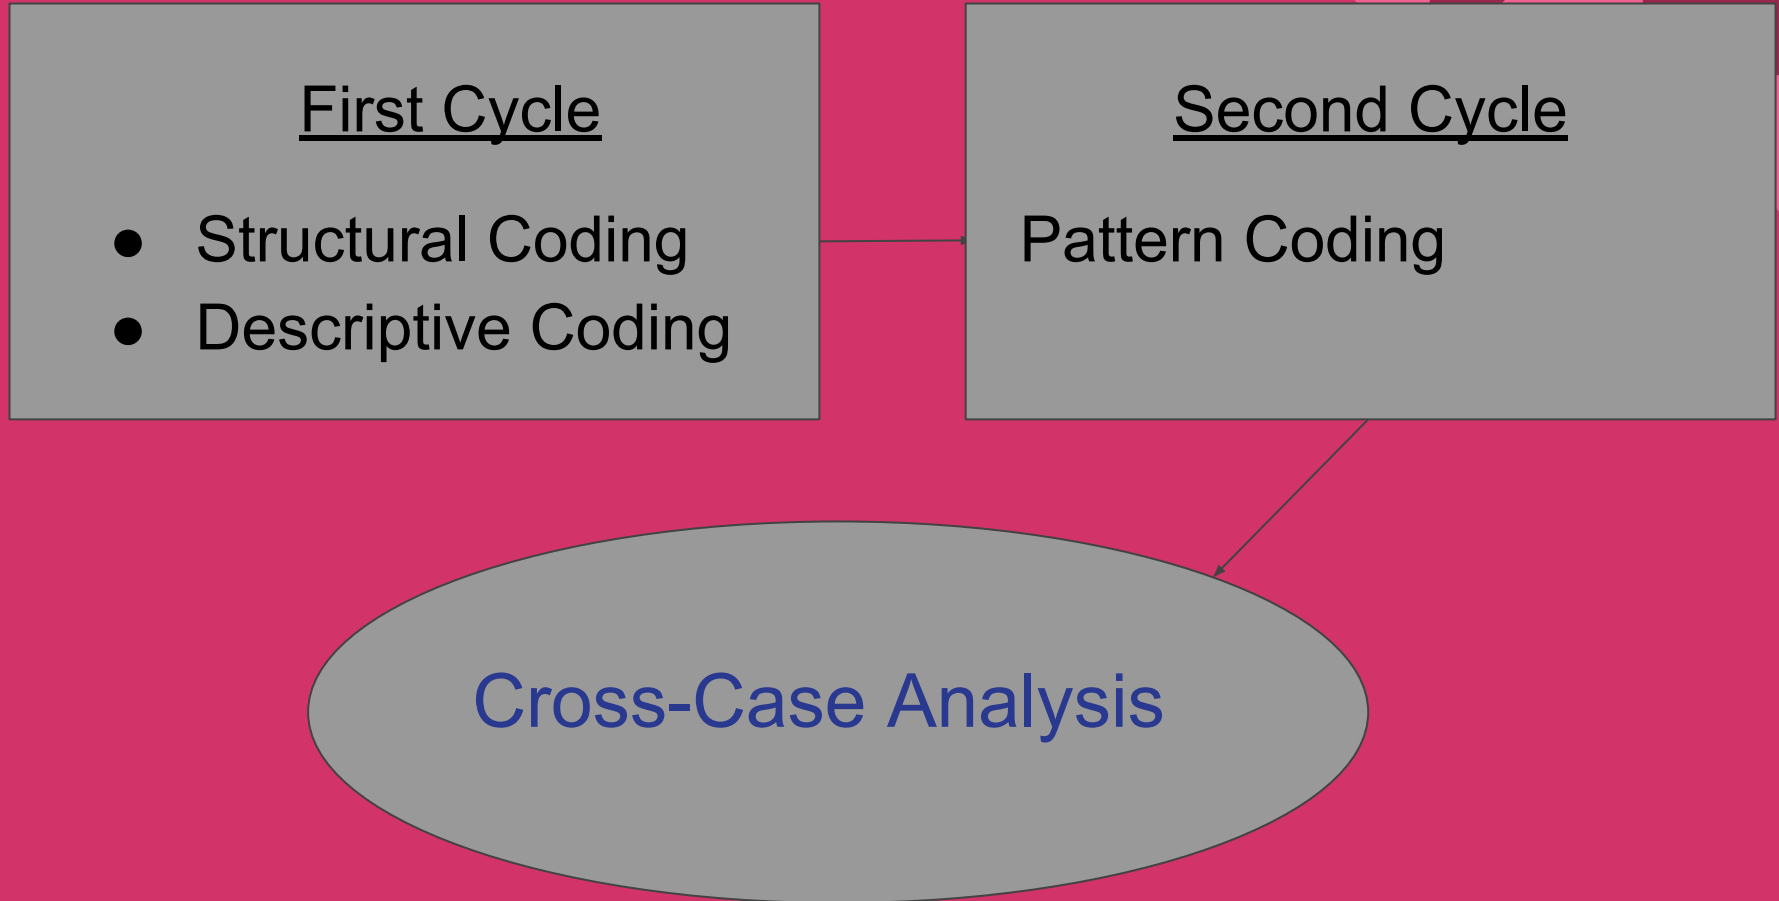 First Cycle
● Structural Coding
● Descriptive Coding
Second Cycle
Pattern Coding
Cross-Case Analysis